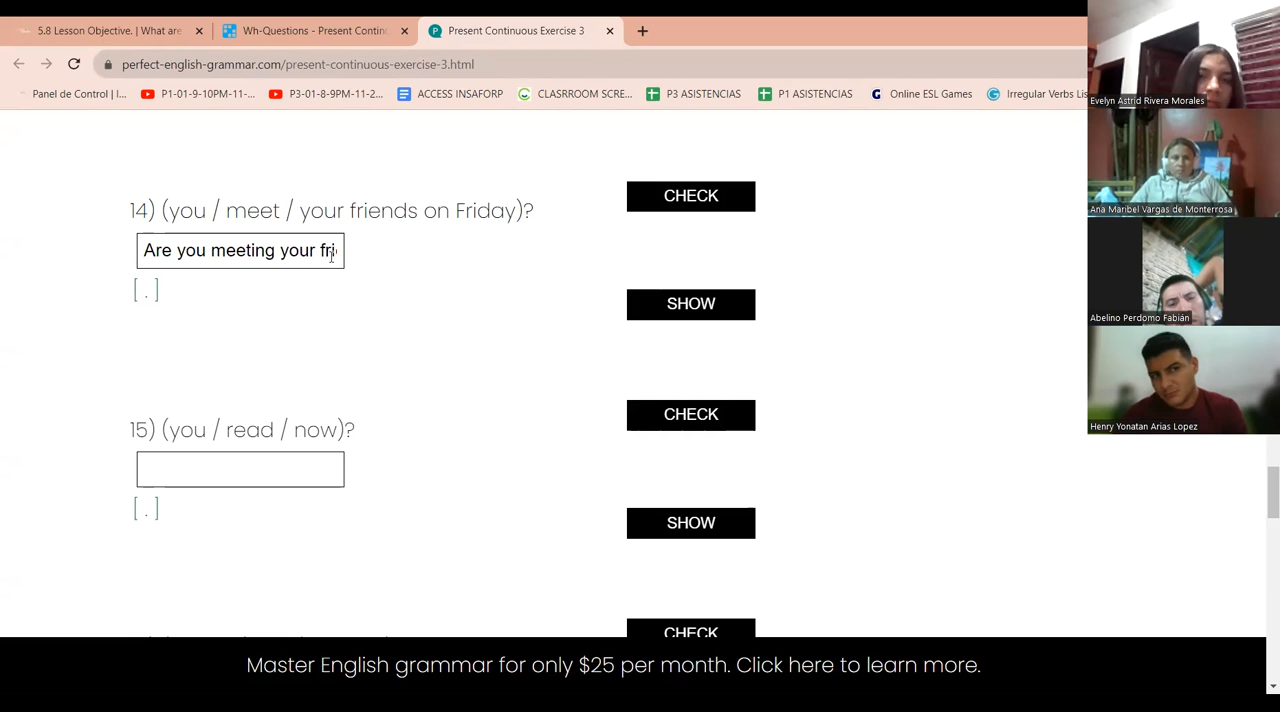 5.8 Lesson Objective. | What are
Wh-Questions - Present Contin
Present Continuous Exercise 3
perfect-english-grammar.com/present-continuous-exercise-3.html
Panel de Control | I...
P1-01-9-10PM-11-...
P3-01-8-9PM-11-2...
ACCESS INSAFORP
CLASRROOM SCRE...
P3 ASISTENCIAS
P1 ASISTENCIAS
Online ESL Games
Irregular Verbs Lis
Evelyn Astrid Rivera Morales
Ana Maribel Vargas de Monterrosa
Abelino Perdomo Fabián
Henry Yonatan Arias Lopez
14) (you / meet / your friends on Friday)?
CHECK
Are you meeting your fri
[ . ]
SHOW
15) (you / read / now)?
CHECK
[ . ]
SHOW
CHECK
Master English grammar for only $25 per month. Click here to learn more.